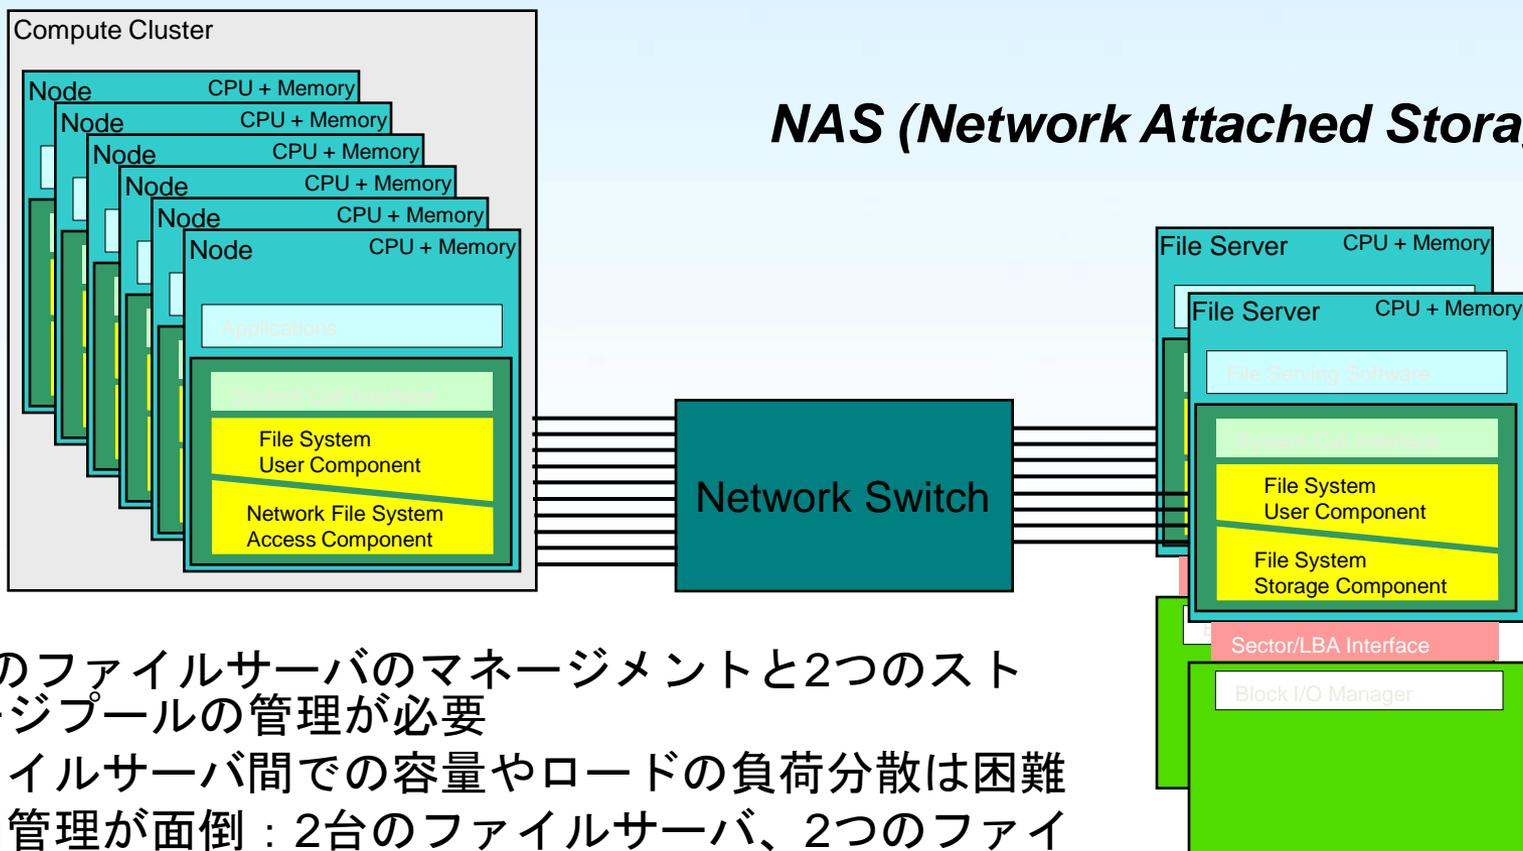 Compute Cluster
Node CPU + Memory
Node CPU + Memory
Node CPU + Memory
Node CPU + Memory
Node CPU + Memory
Node CPU + Memory
Applications
System Call Interface
File System
User Component
Network File System
Access Component
NAS (Network Attached Stora
Network Switch
File Server CPU + Memory
File Server CPU + Memory
File Serving Software
System Call Interface
File System
User Component
File System
Storage Component
Sector/LBA Interface
Block I/O Manager
のファイルサーバのマネージメントと2つのスト
ージプールの管理が必要
イルサーバ間での容量やロードの負荷分散は困難
管理が面倒：2台のファイルサーバ、2つのファイ